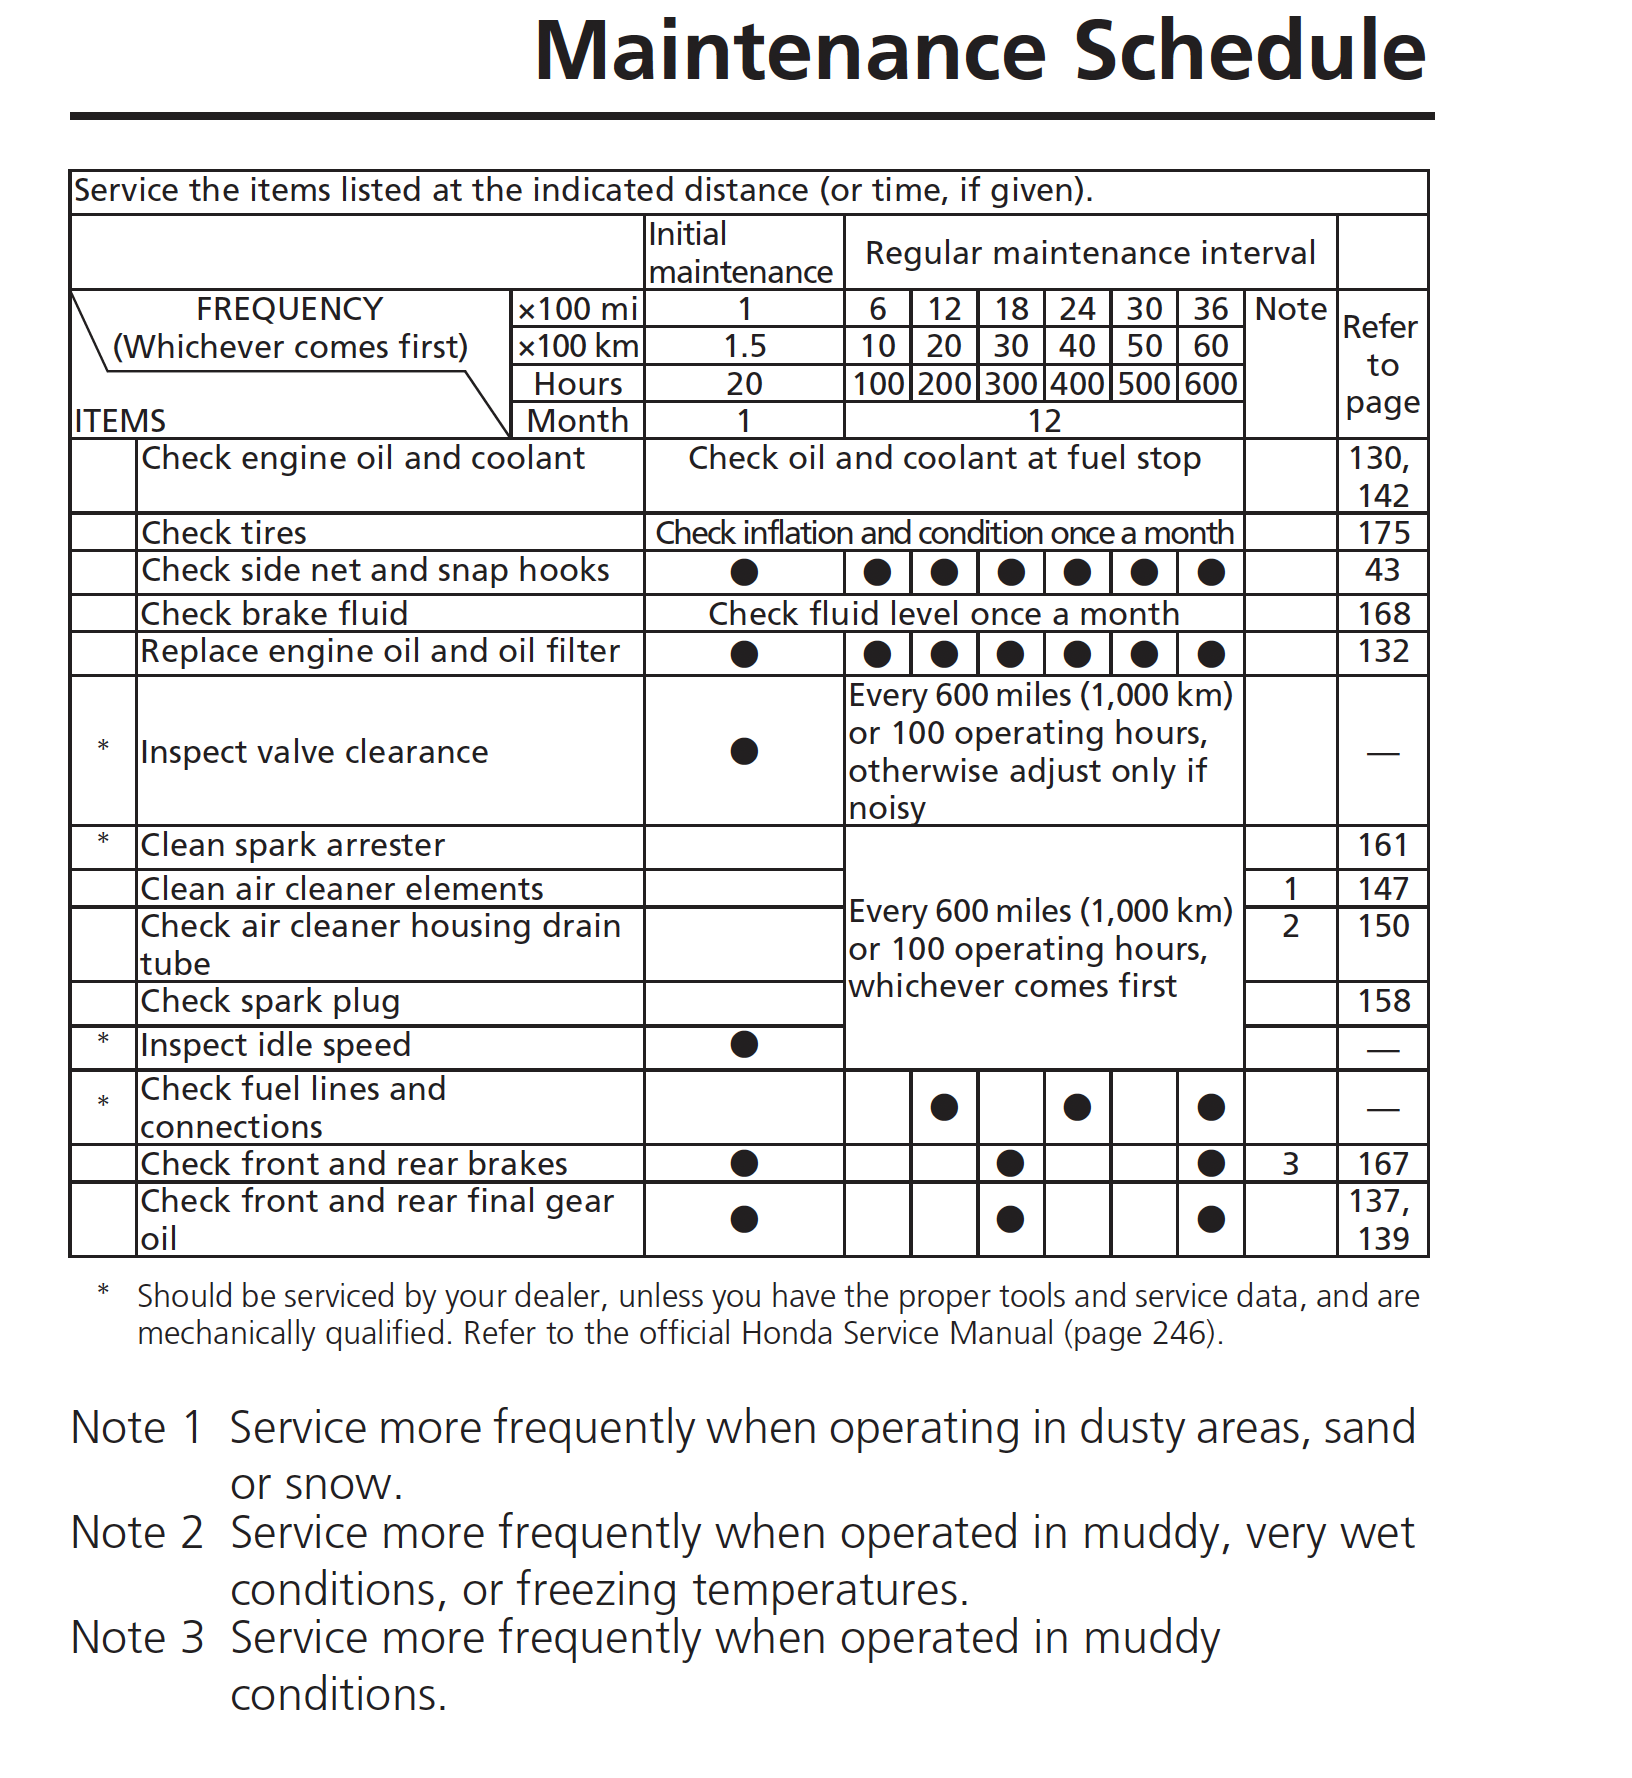 Maintenance Schedule
Service the items listed at the indicated distance (or time, if given).
Initial
maintenance
Regular maintenance interval
FREQUENCY
(Whichever comes first)
ITEMS
×100 mi 1 6 12 18 24 30 36 Note
×100 km 1.5 10 20 30 40 50 60
Hours 20 100 200 300 400 500 600
Month 1 12
Refer
to
page
Check engine oil and coolant Check oil and coolant at fuel stop 130,
142
Check tires Check inflation and condition once a month 175
Check side net and snap hooks ● ● ● ● ● ● ● 43
Check brake fluid Check fluid level once a month 168
Replace engine oil and oil filter ● ● ● ● ● ● ● 132
* Inspect valve clearance ● —
Every 600 miles (1,000 km)
or 100 operating hours,
otherwise adjust only if
noisy
* Clean spark arrester 161
Clean air cleaner elements 1 147
Check air cleaner housing drain 2 150
tube
Every 600 miles (1,000 km)
or 100 operating hours,
whichever comes first
Check spark plug 158
* Inspect idle speed ● —
* Check fuel lines and
connections ● ● ● —
Check front and rear brakes ● ● ● 3 167
Check front and rear final gear ● ● ● 137,
oil 139
* Should be serviced by your dealer, unless you have the proper tools and service data, and are
mechanically qualified. Refer to the official Honda Service Manual (page 246).
Note 1 Service more frequently when operating in dusty areas, sand
or snow.
Note 2 Service more frequently when operated in muddy, very wet
conditions, or freezing temperatures.
Note 3 Service more frequently when operated in muddy
conditions.